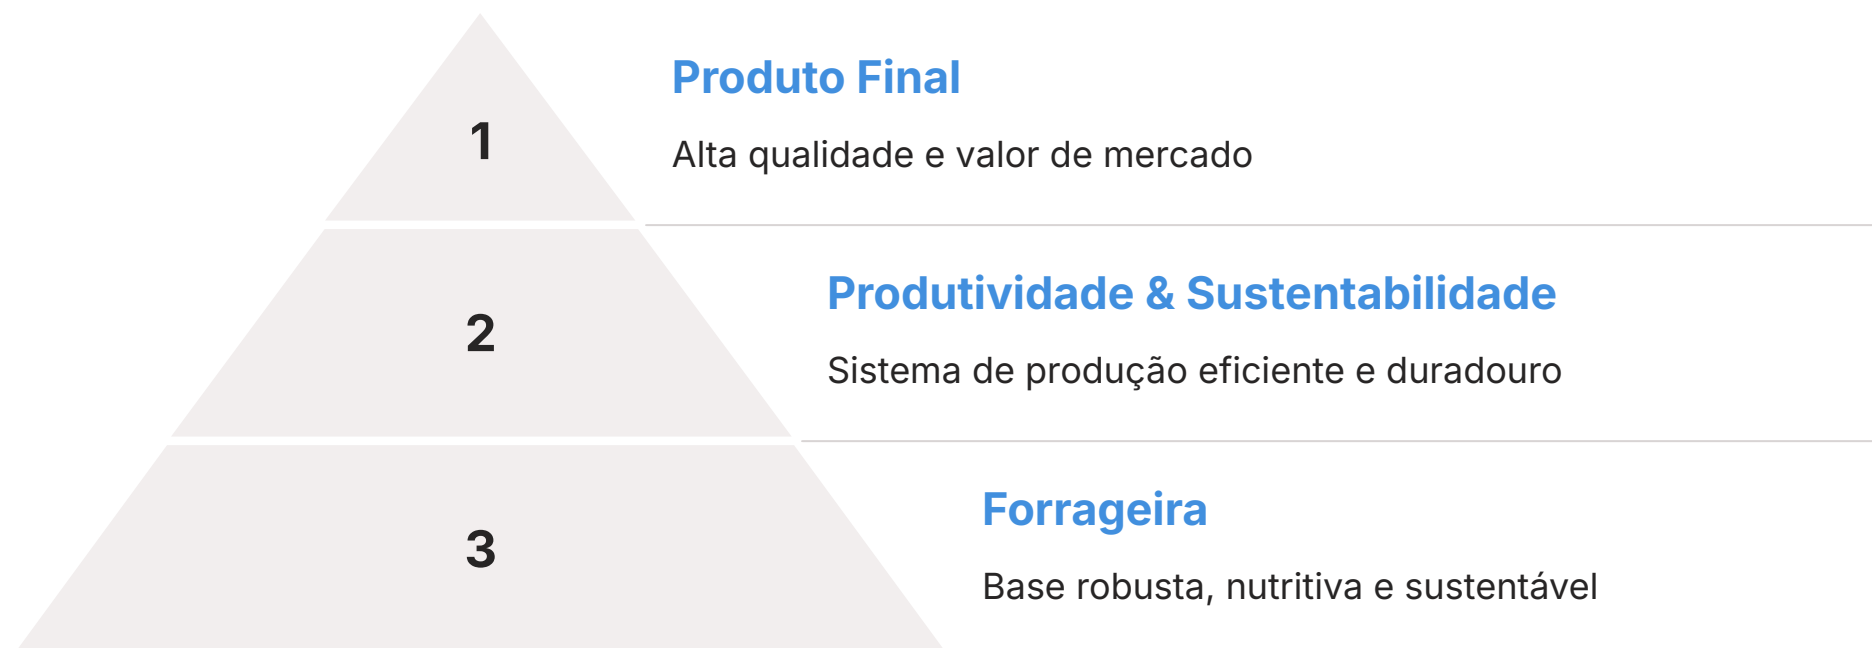 1
Produto Final
Alta qualidade e valor de mercado
2
Produtividade & Sustentabilidade
Sistema de produção eficiente e duradouro
3
Forrageira
Base robusta, nutritiva e sustentável